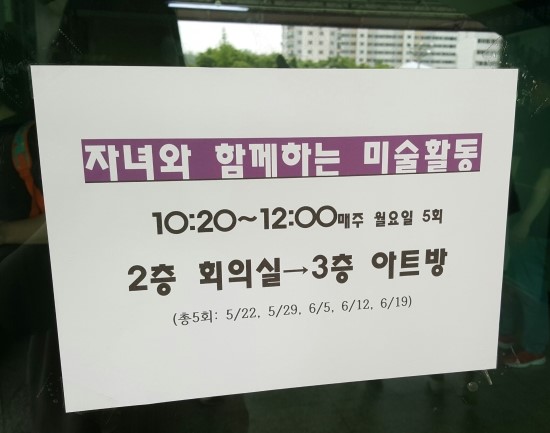 자녀와 함께하는 미술활동
10:20~12:00매주 월요일 5회
2층 회의실→3층 아트방
(총5회: 5/22, 5/29, 6/5, 6/12, 6/19)